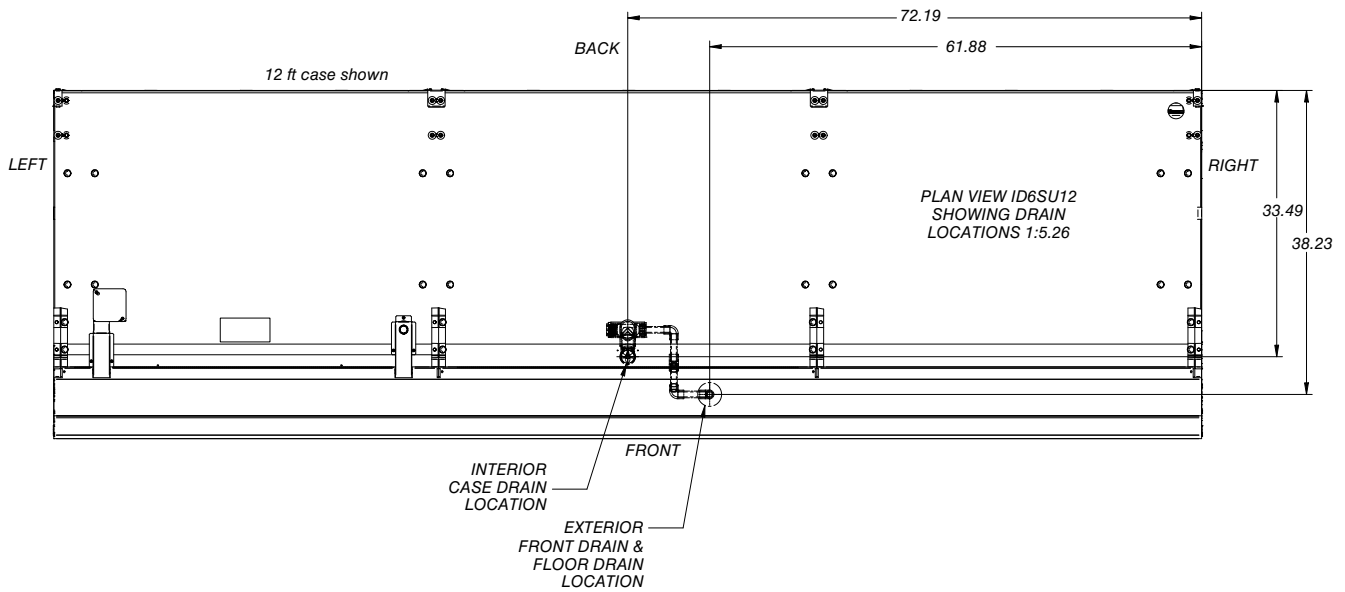 72.19
BACK
61.88
12 ft case shown
LEFT
RIGHT
PLAN VIEW ID6SU12
SHOWING DRAIN
LOCATIONS 1:5.26
33.49
38.23
FRONT
INTERIOR
CASE DRAIN
LOCATION
EXTERIOR
FRONT DRAIN &
FLOOR DRAIN
LOCATION